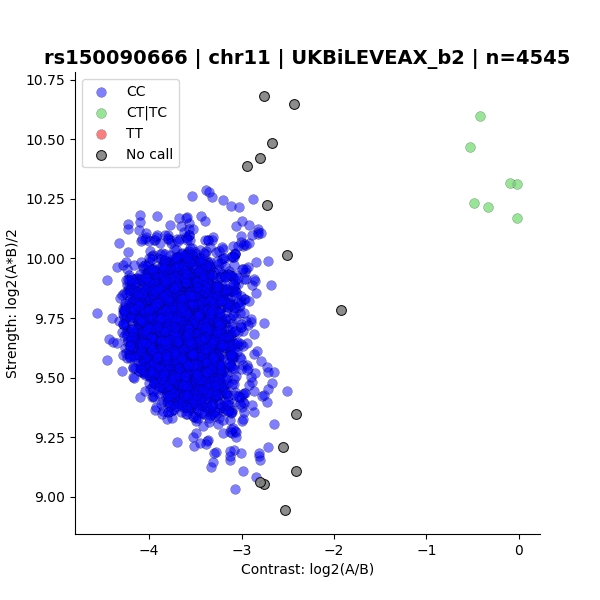 rs150090666 | chr11 | UKBiLEVEAX_b2 | n=4545
CC
CT|TC
TT
No call
Strength: log2(A*B)/2
10.75
10.50
10.25
10.00
9.75
9.50
9.25
9.00
−4
−3
−2
−1
0
Contrast: log2(A/B)